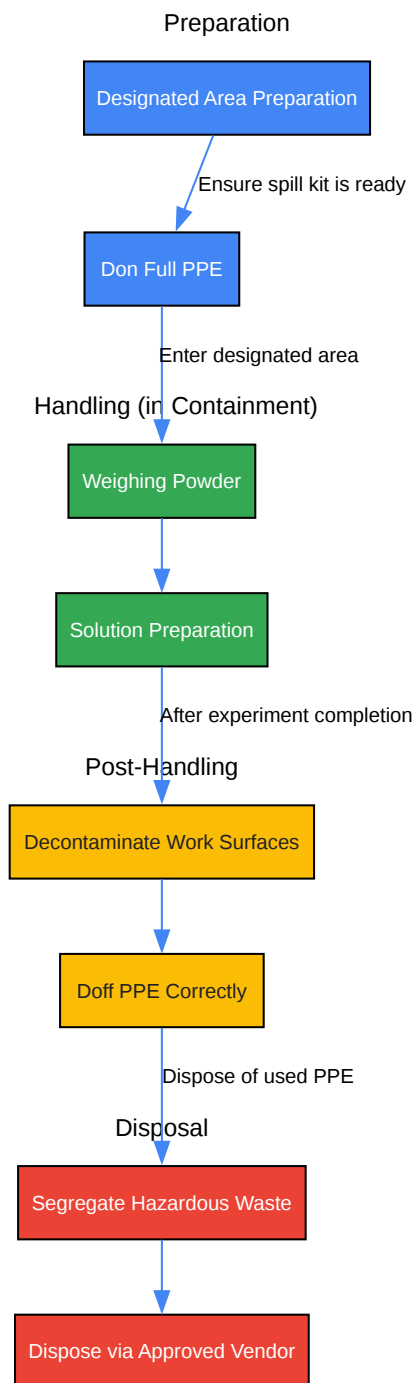 Preparation
Designated Area Preparation
Ensure spill kit is ready
Don Full PPE
Enter designated area
Handling (in Containment)
Weighing Powder
Solution Preparation
After experiment completion
Post-Handling
Decontaminate Work Surfaces
Doff PPE Correctly
Dispose of used PPE
Disposal
Segregate Hazardous Waste
Dispose via Approved Vendor